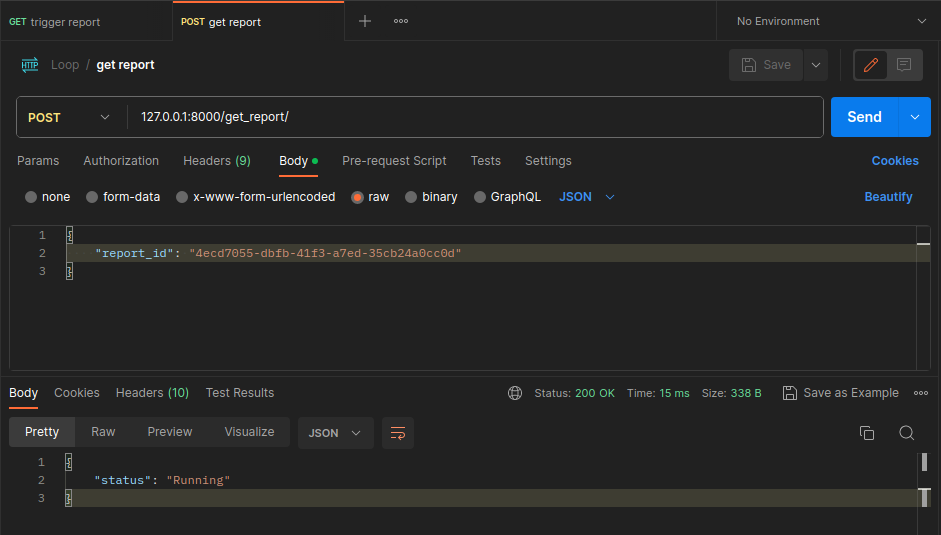 GET trigger report POST get report No Environment
HTTP Loop / get report Save
POST 127.0.0.1:8000/get_report/ Send
Params Authorization Headers (9) Body Pre-request Script Tests Settings Cookies
none form-data x-www-form-urlencoded raw binary GraphQL JSON Beautify
1 {
2 "report_id": "4ecd7055-dbfb-41f3-a7ed-35cb24a0cc0d"
3 }
Body Cookies Headers (10) Test Results Status: 200 OK Time: 15 ms Size: 338 B Save as Example
Pretty Raw Preview Visualize JSON
1 {
2 "status": "Running"
3 }